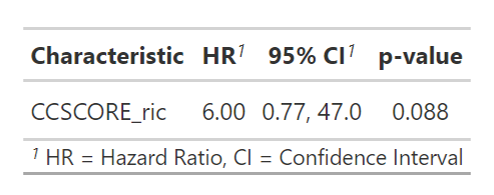 Characteristic HR¹ 95% CI¹ p-value
CCSCORE_ric 6.00 0.77, 47.0 0.088
¹ HR = Hazard Ratio, CI = Confidence Interval